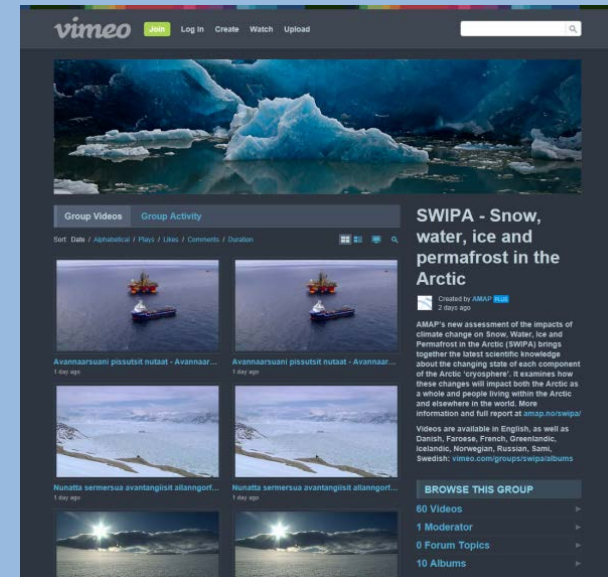 vimeo Join Log In Create Watch Upload
Group Videos Group Activity
Sort Date / Alphabetical / Plays / Likes / Comments / Duration
Avannaarsuani pissutsit nutaat - Avannaar...
1 day ago
Avannaarsuani pissutsit nutaat - Avannaar...
1 day ago
Nunatta sermersua avantangiisit allanngorf...
1 day ago
Nunatta sermersua avantangiisit allanngorf...
1 day ago
SWIPA - Snow,
water, ice and
permafrost in the
Arctic
Created by AMAP PLUS
2 days ago
AMAP's new assessment of the impacts of
climate change on Snow, Water, Ice and
Permafrost in the Arctic (SWIPA) brings
together the latest scientific knowledge
about the changing state of each component
of the Arctic 'cryosphere'. It examines how
these changes will impact both the Arctic as
a whole and people living within the Arctic
and elsewhere in the world. More
information and full report at amap.no/swipa/
Videos are available in English, as well as
Danish, Faroese, French, Greenlandic,
Icelandic, Norwegian, Russian, Sami,
Swedish: vimeo.com/groups/swipa/albums
BROWSE THIS GROUP
60 Videos
1 Moderator
0 Forum Topics
10 Albums